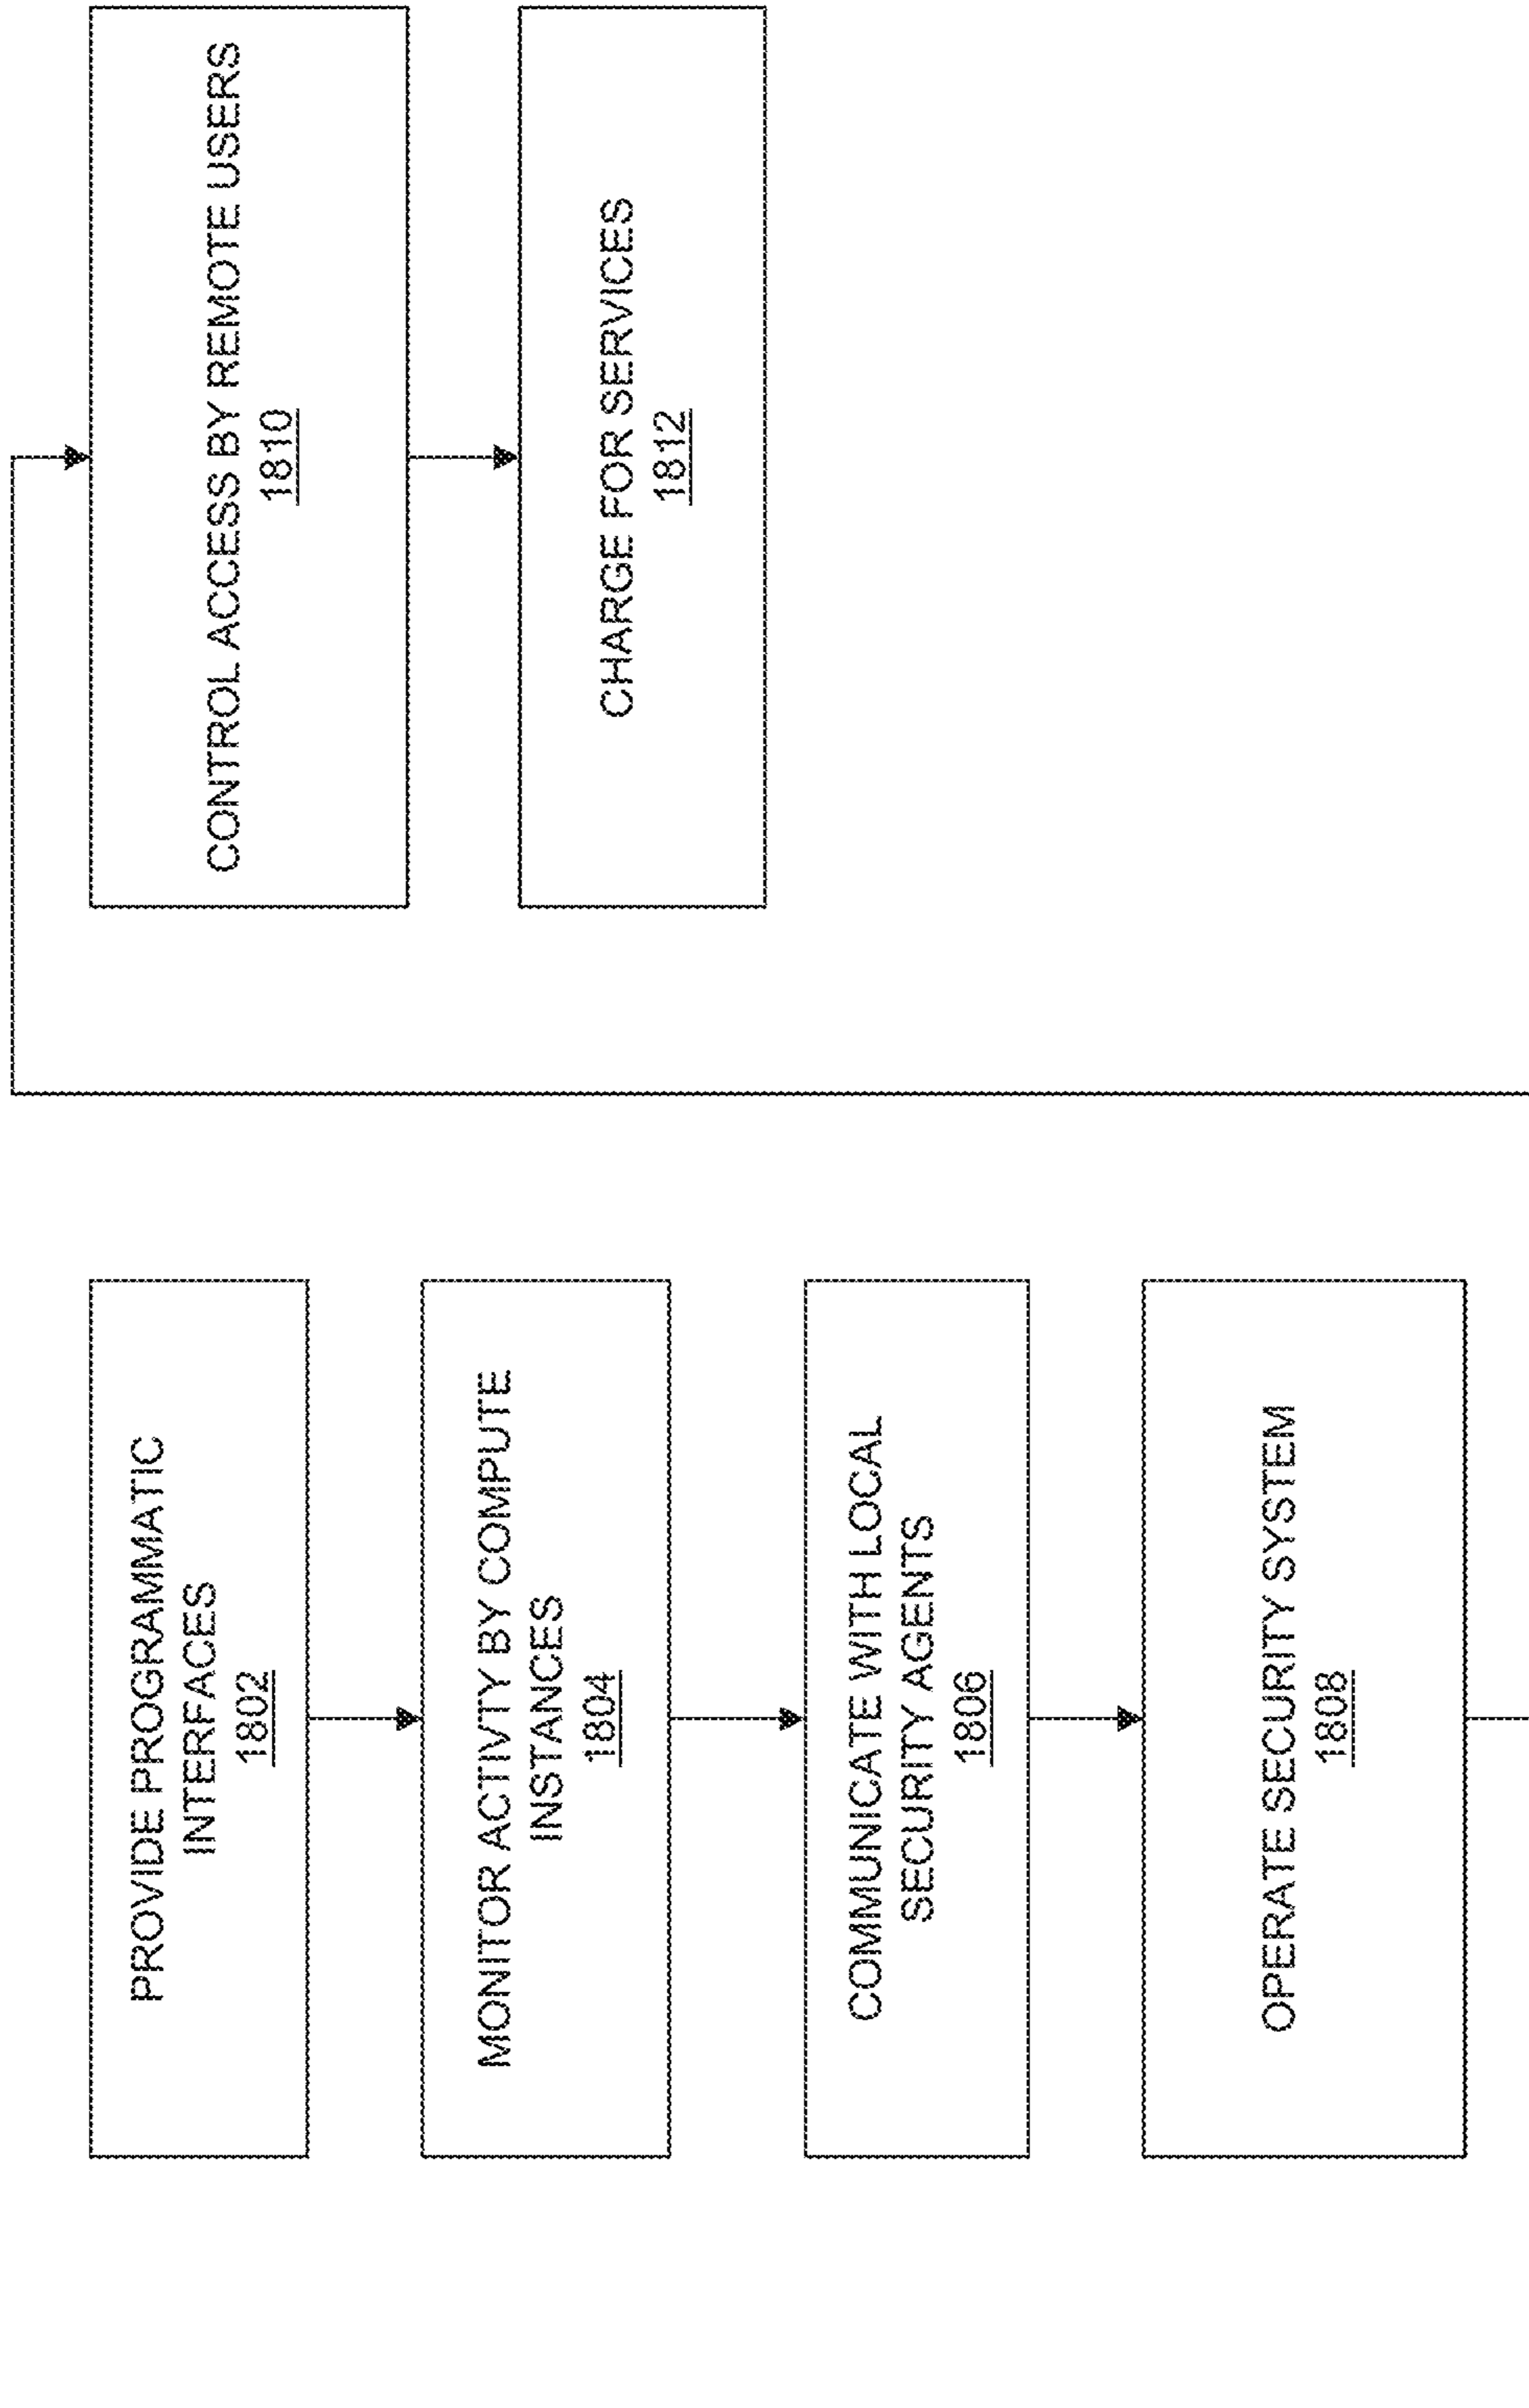 PROVIDE PROGRAMMATIC
INTERFACES
1802
MONITOR ACTIVITY BY COMPUTE
INSTANCES
1804
COMMUNICATE WITH LOCAL
SECURITY AGENTS
1806
OPERATE SECURITY SYSTEM
1808
CONTROL ACCESS BY REMOTE USERS
1810
CHARGE FOR SERVICES
1812